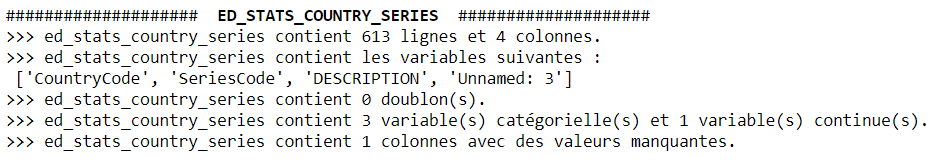 ####################  ED_STATS_COUNTRY_SERIES  ####################
>>> ed_stats_country_series contient 613 lignes et 4 colonnes.
>>> ed_stats_country_series contient les variables suivantes :
 ['CountryCode', 'SeriesCode', 'DESCRIPTION', 'Unnamed: 3']
>>> ed_stats_country_series contient 0 doublon(s).
>>> ed_stats_country_series contient 3 variable(s) catégorielle(s) et 1 variable(s) continue(s).
>>> ed_stats_country_series contient 1 colonnes avec des valeurs manquantes.